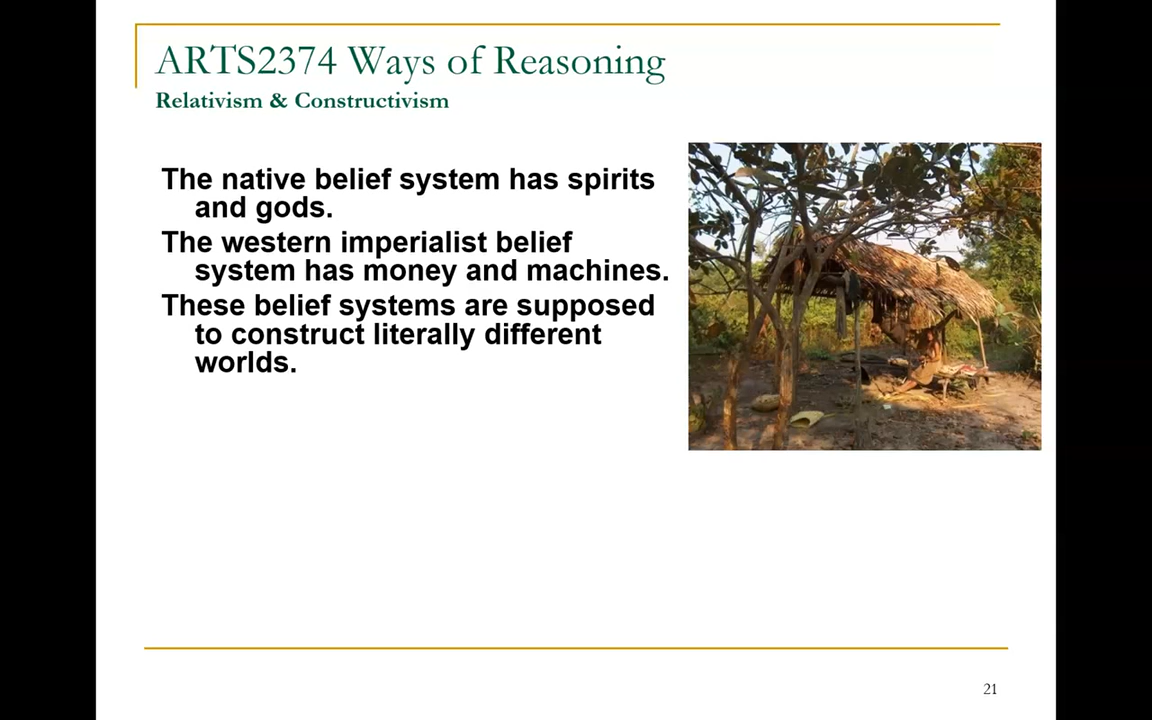 ARTS2374 Ways of Reasoning
Relativism & Constructivism
The native belief system has spirits
and gods.
The western imperialist belief
system has money and machines.
These belief systems are supposed
to construct literally different
worlds.
21